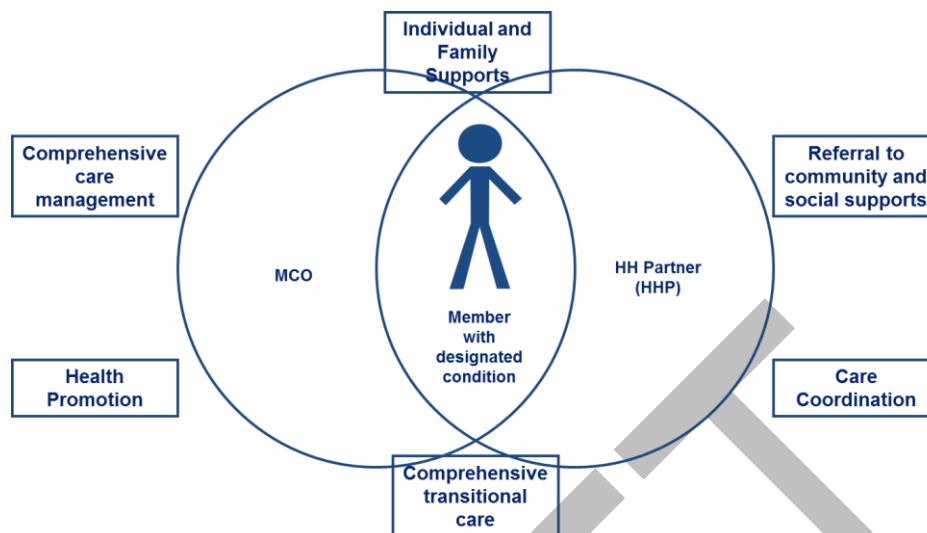 Individual and
Family
Supports
Comprehensive
care
management
Referral to
community and
social supports
MCO
HH Partner
(HHP)
Member
with
designated
condition
Health
Promotion
Care
Coordination
Comprehensive
transitional
care